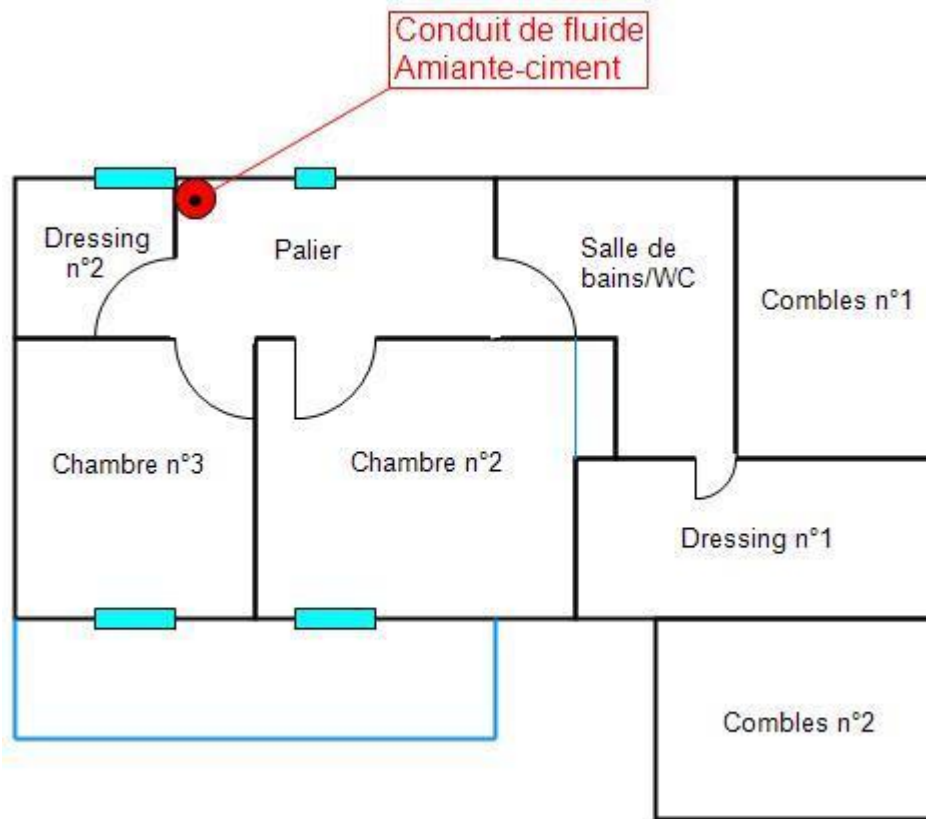 Conduit de fluide
Amiante-ciment
Dressing
n°2
Palier
Salle de
bains/WC
Combles n°1
Chambre n°3
Chambre n°2
Dressing n°1
Combles n°2